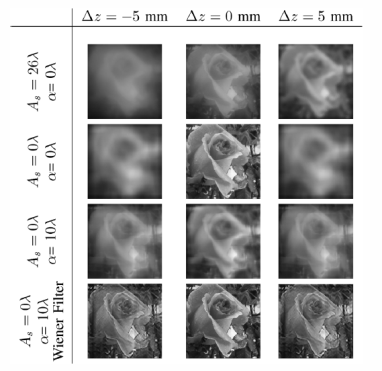 Δz = −5 mm Δz = 0 mm Δz = 5 mm
A_s = 26λ
α= 0λ
A_s = 0λ
α= 0λ
A_s = 0λ
α= 10λ
A_s = 0λ
α= 10λ
Wiener Filter